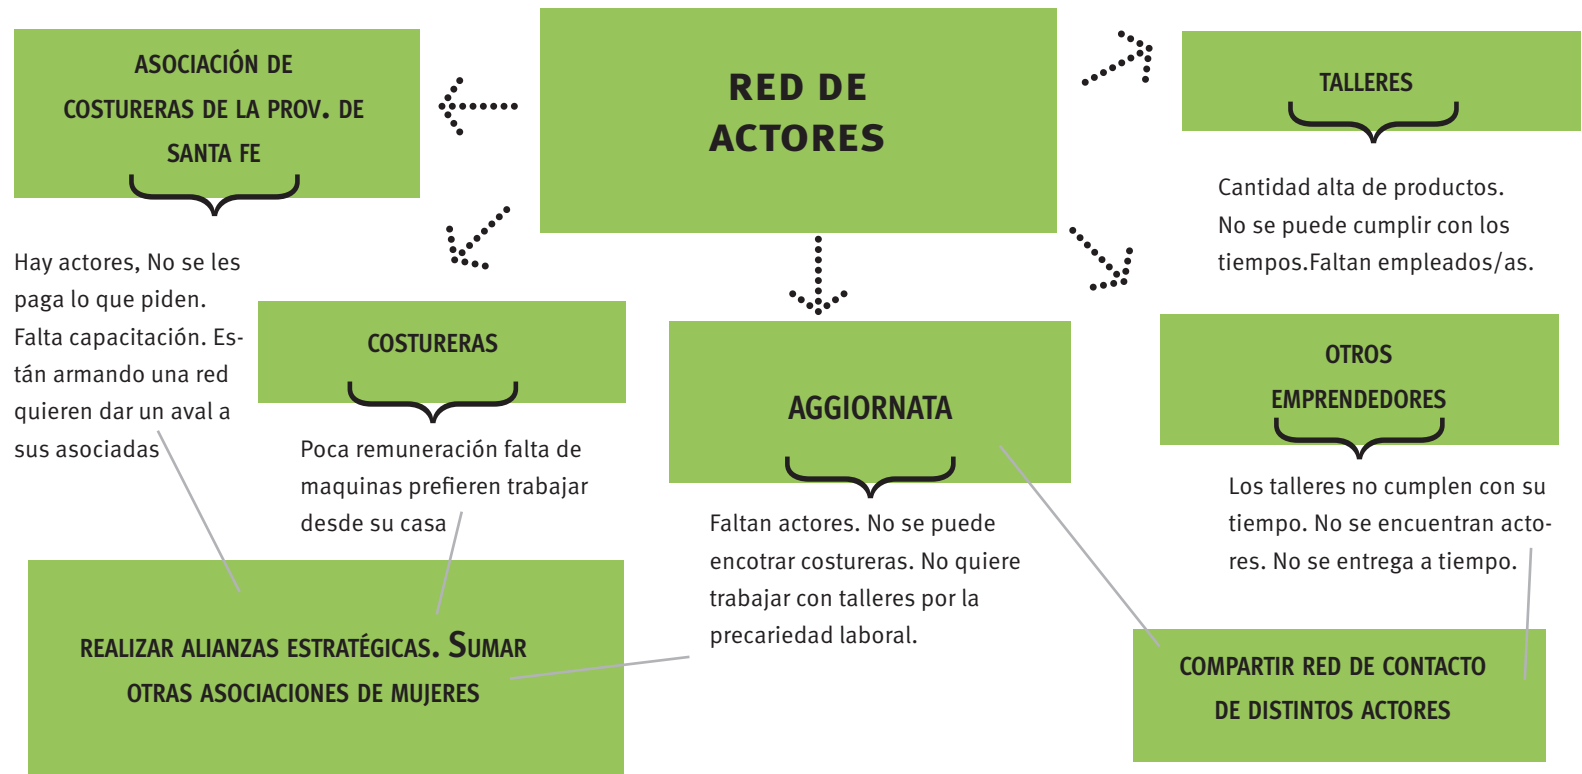 RED DE
ACTORES
ASOCIACIÓN DE
COSTURERAS DE LA PROV. DE
SANTA FE
Hay actores, No se les
paga lo que piden.
Falta capacitación. Es-
tán armando una red
quieren dar un aval a
sus asociadas
COSTURERAS
Poca remuneración falta de
maquinas prefieren trabajar
desde su casa
AGGIORNATA
Faltan actores. No se puede
encotrar costureras. No quiere
trabajar con talleres por la
precariedad laboral.
TALLERES
Cantidad alta de productos.
No se puede cumplir con los
tiempos.Faltan empleados/as.
OTROS
EMPRENDEDORES
Los talleres no cumplen con su
tiempo. No se encuentran acto-
res. No se entrega a tiempo.
REALIZAR ALIANZAS ESTRATÉGICAS. SUMAR
OTRAS ASOCIACIONES DE MUJERES
COMPARTIR RED DE CONTACTO
DE DISTINTOS ACTORES